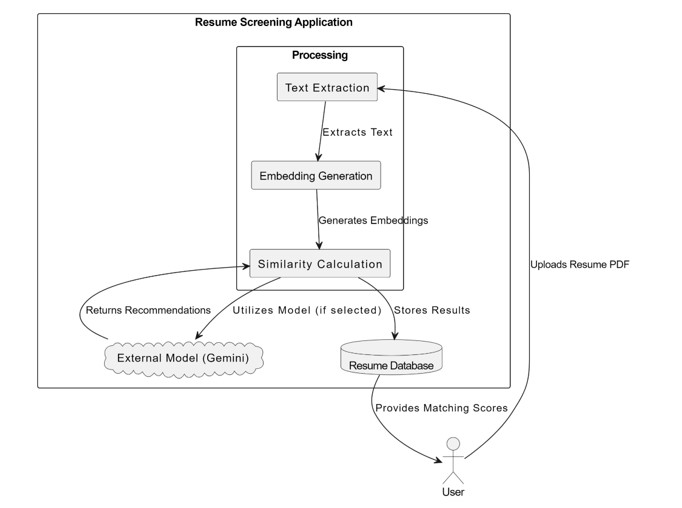 Resume Screening Application
Processing
Text Extraction
Extracts Text
Embedding Generation
Generates Embeddings
Similarity Calculation
Uploads Resume PDF
Returns Recommendations
Utilizes Model (if selected)
Stores Results
External Model (Gemini)
Resume Database
Provides Matching Scores
User